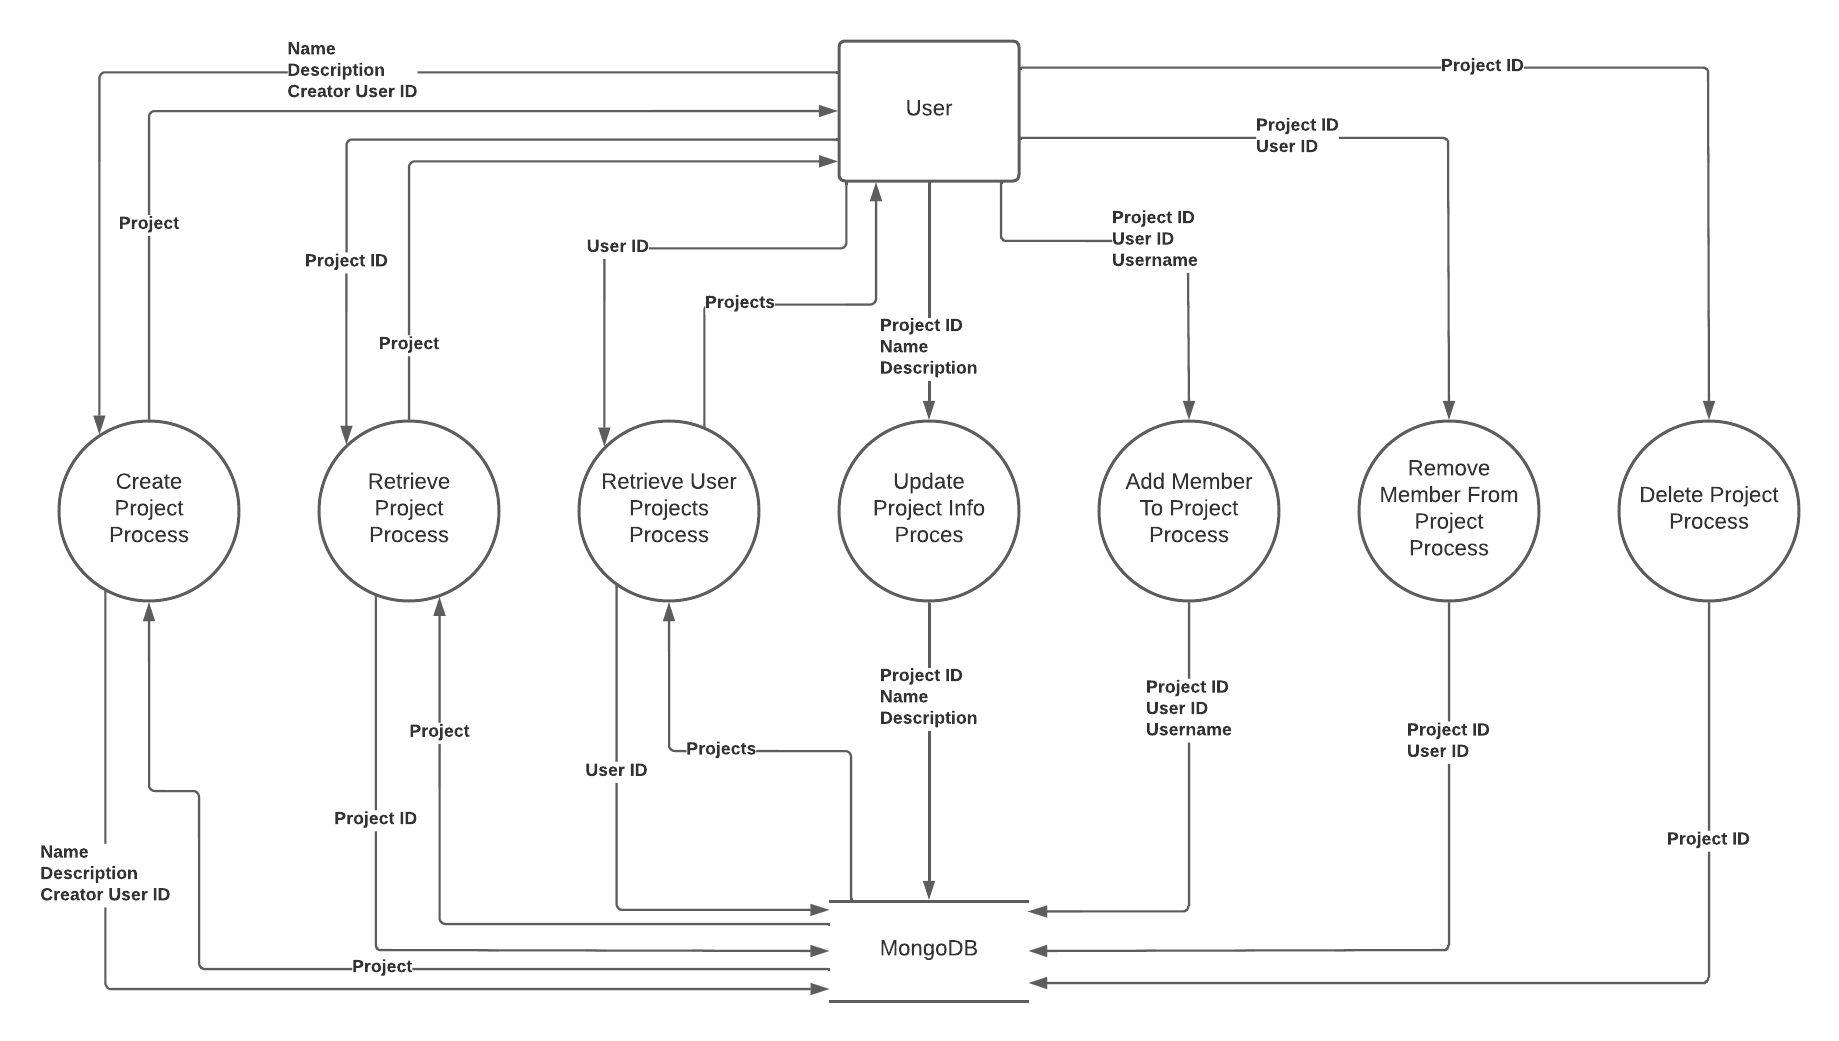 Name
Description
Creator User ID
User
Project ID
Project ID
User ID
Project
Project ID
User ID
Project ID
User ID
Username
Projects
Project
Project ID
Name
Description
Create
Project
Process
Retrieve
Project
Process
Retrieve User
Projects
Process
Update
Project Info
Proces
Add Member
To Project
Process
Remove
Member From
Project
Process
Delete Project
Process
Project ID
Name
Description
Project ID
User ID
Username
Project
Projects
Project ID
User ID
User ID
Project ID
Project ID
Name
Description
Creator User ID
MongoDB
Project